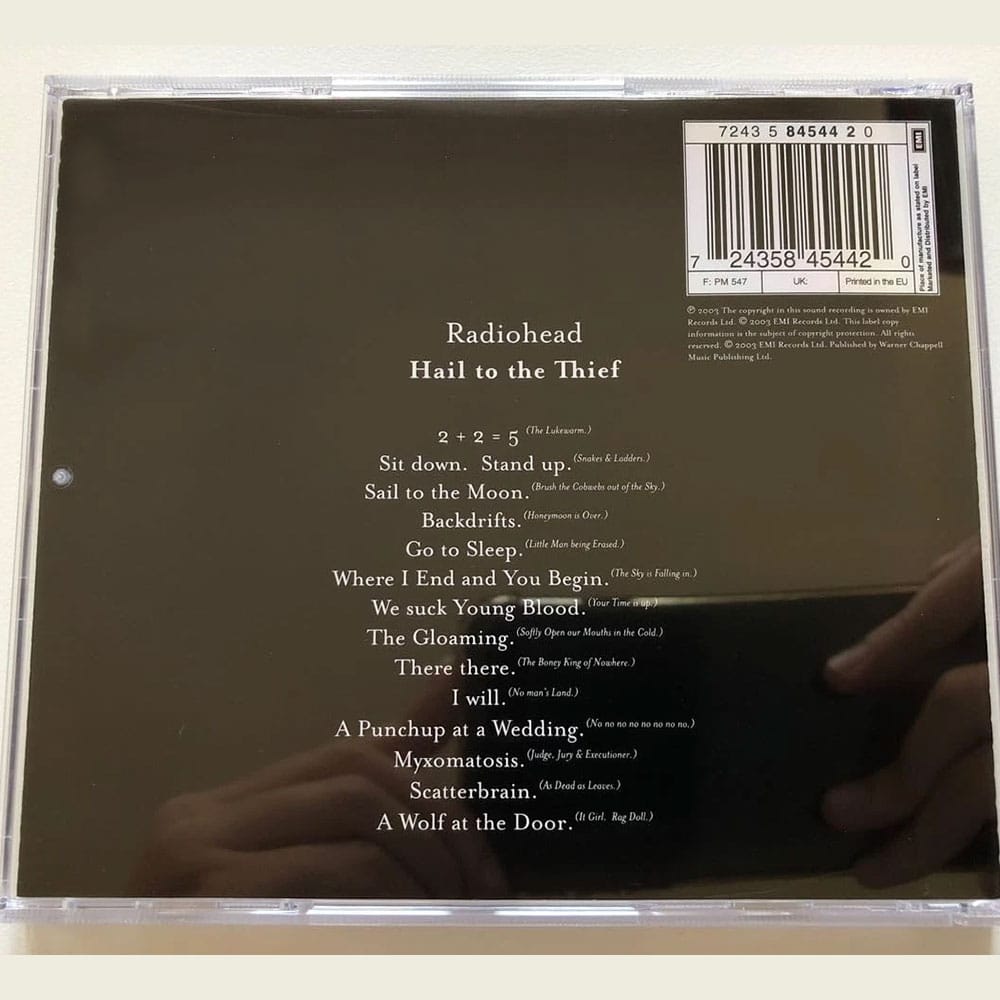 7243 5 84544 2 0
EMI
Place of manufacture as stated on label
Marketed and Distributed by EMI
7 24358 45442 0
F: PM 547
UK:
Printed in the EU
℗ 2003 The copyright in this sound recording is owned by EMI
Records Ltd. © 2003 EMI Records Ltd. This label copy
information is the subject of copyright protection. All rights
reserved. © 2003 EMI Records Ltd. Published by Warner Chappell
Music Publishing Ltd.
Radiohead
Hail to the Thief
2 + 2 = 5 (The Lukewarm.)
Sit down. Stand up. (Snakes & Ladders.)
Sail to the Moon. (Brush the Cobwebs out of the Sky.)
Backdrifts. (Honeymoon is Over.)
Go to Sleep. (Little Man being Erased.)
Where I End and You Begin. (The Sky is Falling in.)
We suck Young Blood. (Your Time is up.)
The Gloaming. (Softly Open our Mouths in the Cold.)
There there. (The Boney King of Nowhere.)
I will. (No man's Land.)
A Punchup at a Wedding. (No no no no no no no no.)
Myxomatosis. (Judge, Jury & Executioner.)
Scatterbrain. (As Dead as Leaves.)
A Wolf at the Door. (It Girl. Rag Doll.)